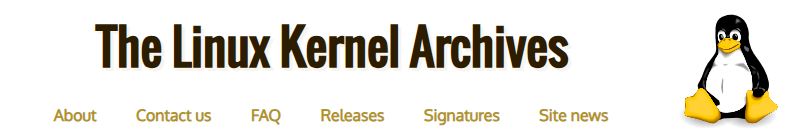 The Linux Kernel Archives
About Contact us FAQ Releases Signatures Site news